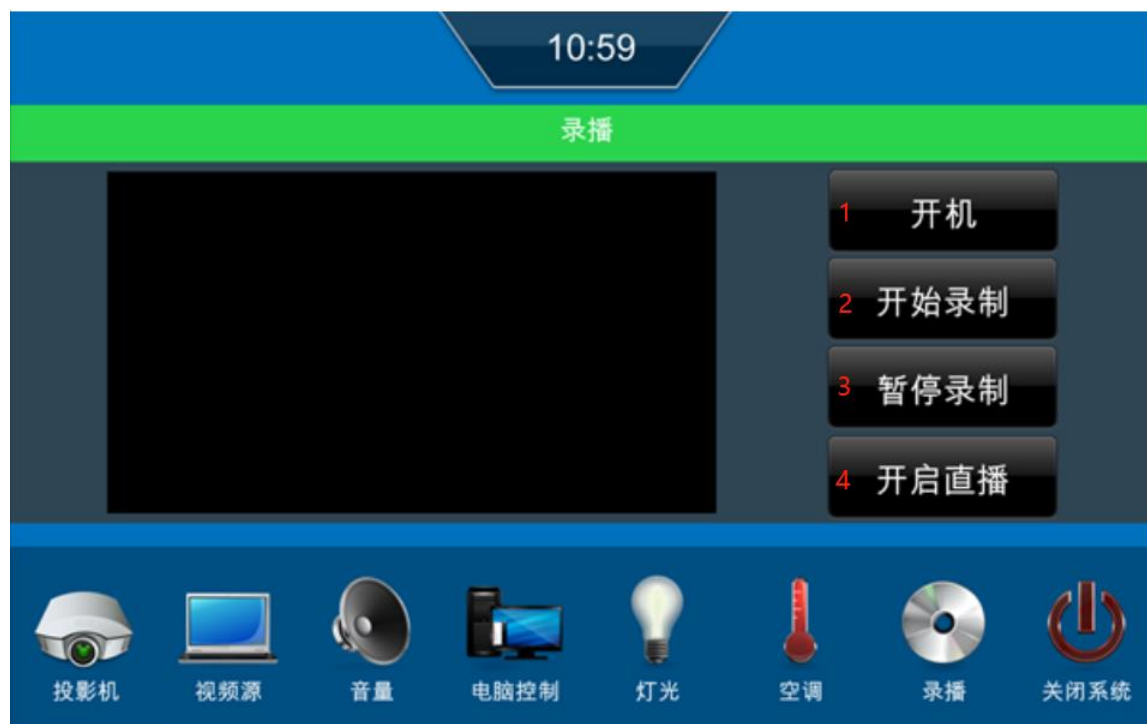 10:59
录播
1 开机
2 开始录制
3 暂停录制
4 开启直播
投影机 视频源 音量 电脑控制 灯光 空调 录播 关闭系统